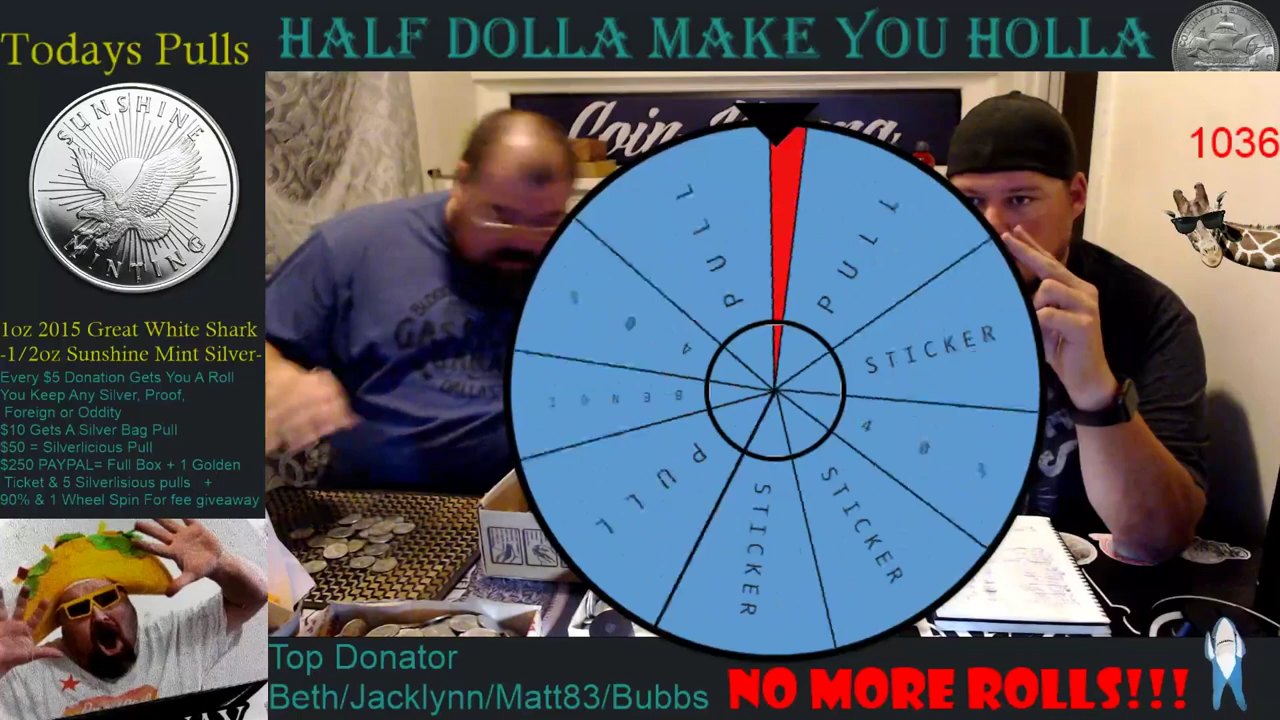 Todays Pulls
HALF DOLLA MAKE YOU HOLLA
SUNSHINE
MINTING
1oz 2015 Great White Shark
-1/2oz Sunshine Mint Silver-
Every $5 Donation Gets You A Roll
You Keep Any Silver, Proof,
Foreign or Oddity
$10 Gets A Silver Bag Pull
$50 = Silverlicious Pull
$250 PAYPAL= Full Box + 1 Golden
Ticket & 5 Silverlisious pulls +
90% & 1 Wheel Spin For fee giveaway
Coin
1036
PULL
PULL
STICKER
STICKER
STICKER
PULL
Top Donator
Beth/Jacklynn/Matt83/Bubbs
NO MORE ROLLS!!!